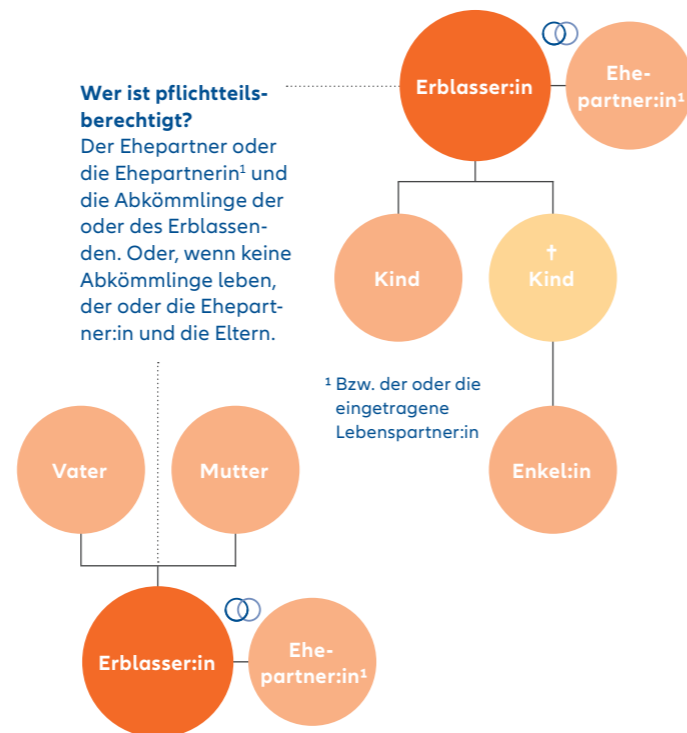 Erblasser:in
Ehe-
partner:in¹
Wer ist pflichtteils-
berechtigt?
Der Ehepartner oder
die Ehepartnerin¹ und
die Abkömmlinge der
oder des Erblassen-
den. Oder, wenn keine
Abkömmlinge leben,
der oder die Ehepart-
ner:in und die Eltern.
Kind
†
Kind
¹ Bzw. der oder die
eingetragene
Lebenspartner:in
Enkel:in
Vater
Mutter
Erblasser:in
Ehe-
partner:in¹